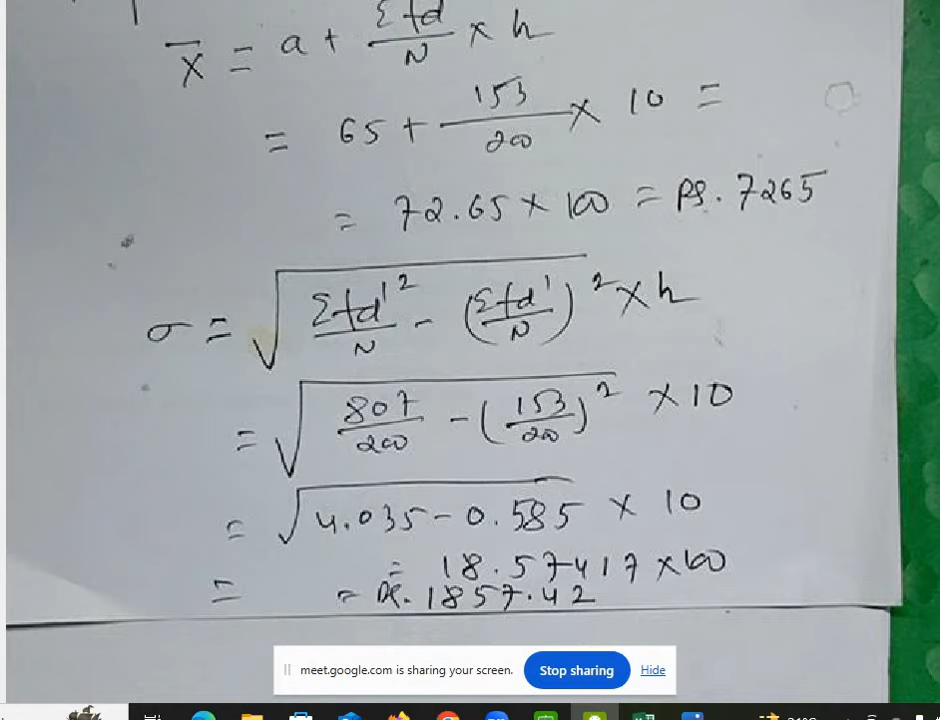 x̄ = a + Σfd/N × h
= 65 + 153/200 × 10 =
= 72.65 × 100 = Rs. 7265
σ = √(Σfd'²/N - (Σfd'/N)²) × h
= √(807/200 - (153/200)²) × 10
= √(4.035 - 0.585) × 10
= 18.57417 × 100
= = Rs. 1857.42
meet.google.com is sharing your screen. Stop sharing Hide